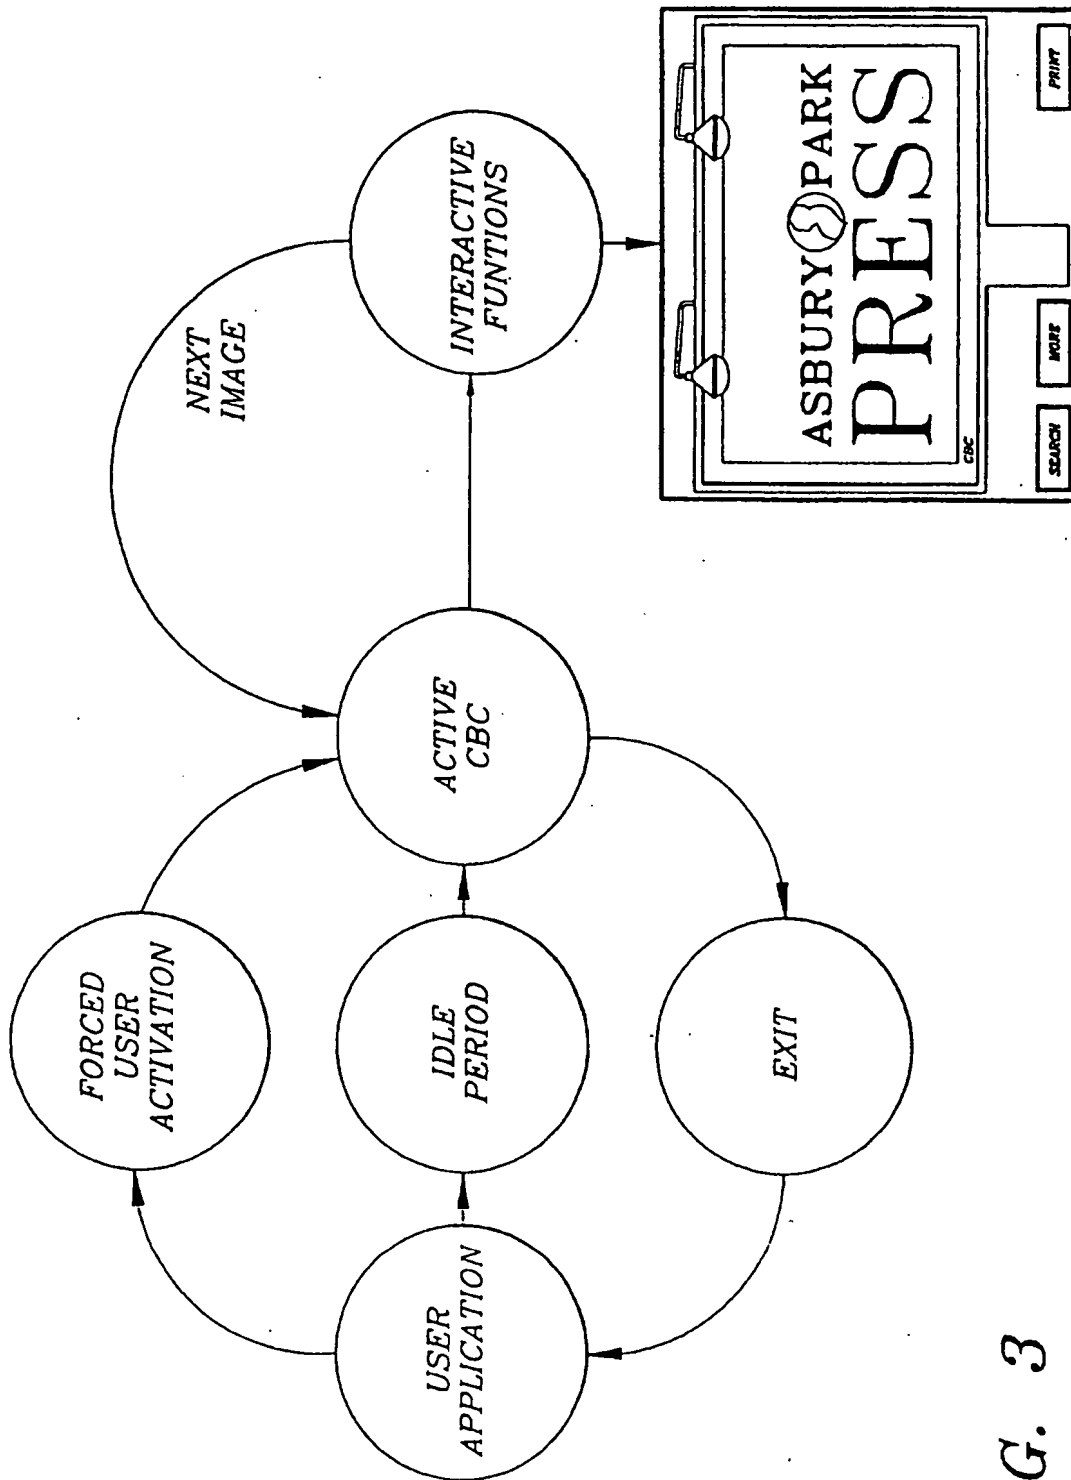 NEXT
IMAGE
FORCED
USER
ACTIVATION
USER
APPLICATION
IDLE
PERIOD
ACTIVE
CBC
INTERACTIVE
FUNTIONS
EXIT
ASBURY PARK
PRESS
CBC
SEARCH
MORE
PRINT
G. 3